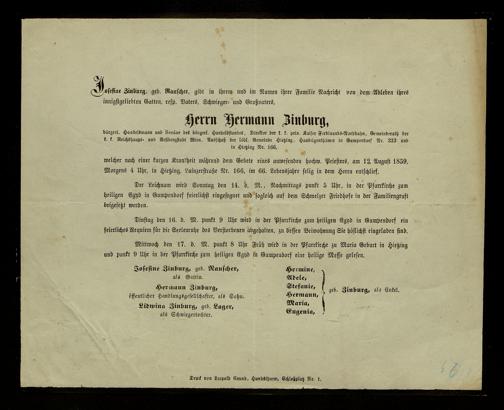 Josefine Zinburg, geb. Rauscher, gibt in ihrem und im Namen ihrer Familie Nachricht von dem Ableben ihres
innigstgeliebten Gatten, resp. Vaters, Schwieger- und Großvaters,
Herrn Hermann Zinburg,
bürgerl. Handelsmann und Senior des bürgerl. Handelsstandes, Direktor der k. k. priv. Kaiser Ferdinands-Nordbahn, Gemeinderath der
k. k. Reichshaupt- und Residenzstadt Wien, Ausschuß der löbl. Gemeinde Hietzing, Hauseigenthümer in Gumpendorf Nr. 323 und
in Hietzing Nr. 166,
welcher nach einer kurzen Krankheit während dem Gebete eines anwesenden hochw. Priesters, am 12. August 1859,
Morgens 4 Uhr, in Hietzing, Lainzerstraße Nr. 166, im 66. Lebensjahre selig in dem Herrn entschlief.
Der Leichnam wird Sonntag den 14. d. M., Nachmittags punkt 5 Uhr, in der Pfarrkirche zum
heiligen Egyd in Gumpendorf feierlichst eingesegnet und sogleich auf dem Schmelzer Friedhofe in der Familiengruft
beigesetzt werden.
Dinstag den 16. d. M. punkt 9 Uhr wird in der Pfarrkirche zum heiligen Egyd in Gumpendorf ein
feierliches Requiem für die Seelenruhe des Verstorbenen abgehalten, zu dessen Beiwohnung Sie höflichst eingeladen sind.
Mittwoch den 17. d. M. punkt 8 Uhr Früh wird in der Pfarrkirche zu Maria Geburt in Hietzing
und punkt 9 Uhr in der Pfarrkirche zum heiligen Egyd in Gumpendorf eine heilige Messe gelesen.
Josefine Zinburg, geb. Rauscher,
als Gattin.
Hermann Zinburg,
öffentlicher Handlungsgesellschafter, als Sohn.
Lidwina Zinburg, geb. Lager,
als Schwiegertochter.
Hermine,
Adele,
Stefanie,
Hermann,
Maria,
Eugenia,
geb. Zinburg, als Enkel.
Druck von Leopold Grund, Hundsthurm, Schloßplatz Nr. 1.